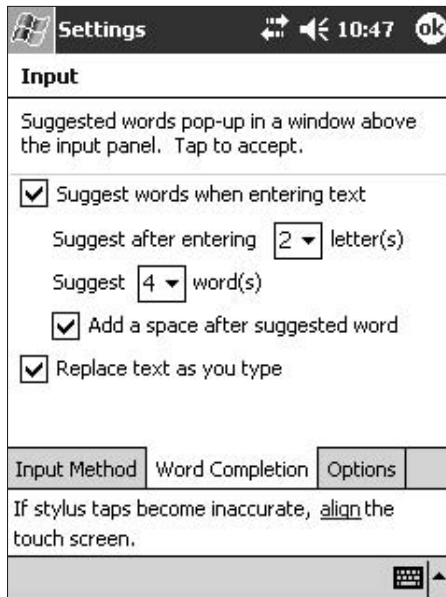 Settings 10:47 ok
Input
Suggested words pop-up in a window above
the input panel. Tap to accept.
Suggest words when entering text
Suggest after entering 2 letter(s)
Suggest 4 word(s)
Add a space after suggested word
Replace text as you type
Input Method Word Completion Options
If stylus taps become inaccurate, align the
touch screen.